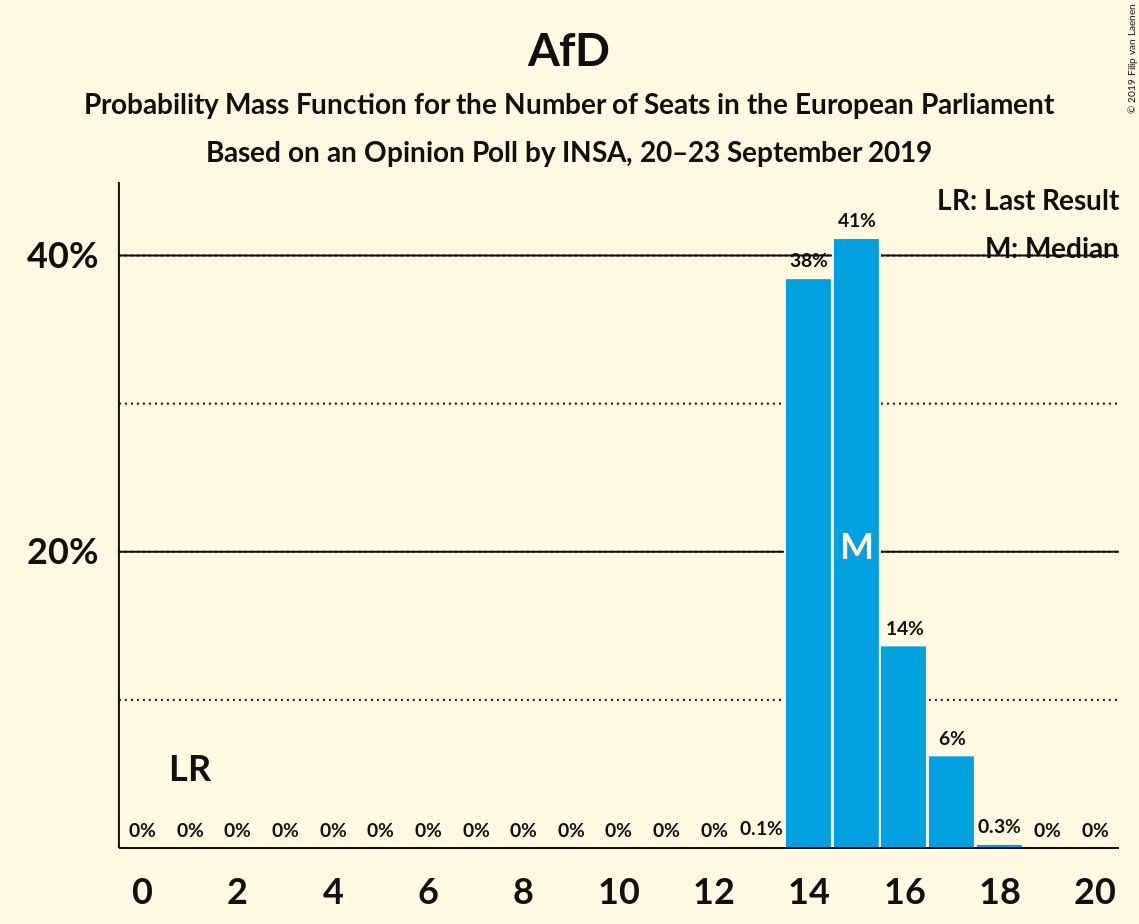 AfD
Probability Mass Function for the Number of Seats in the European Parliament
Based on an Opinion Poll by INSA, 20–23 September 2019
© 2019 Filip van Laenen
LR: Last Result
M: Median
40%
20%
41%
38%
M
14%
6%
LR
0% 0% 0% 0% 0% 0% 0% 0% 0% 0% 0% 0% 0% 0.1% 0.3% 0% 0%
0 2 4 6 8 10 12 14 16 18 20